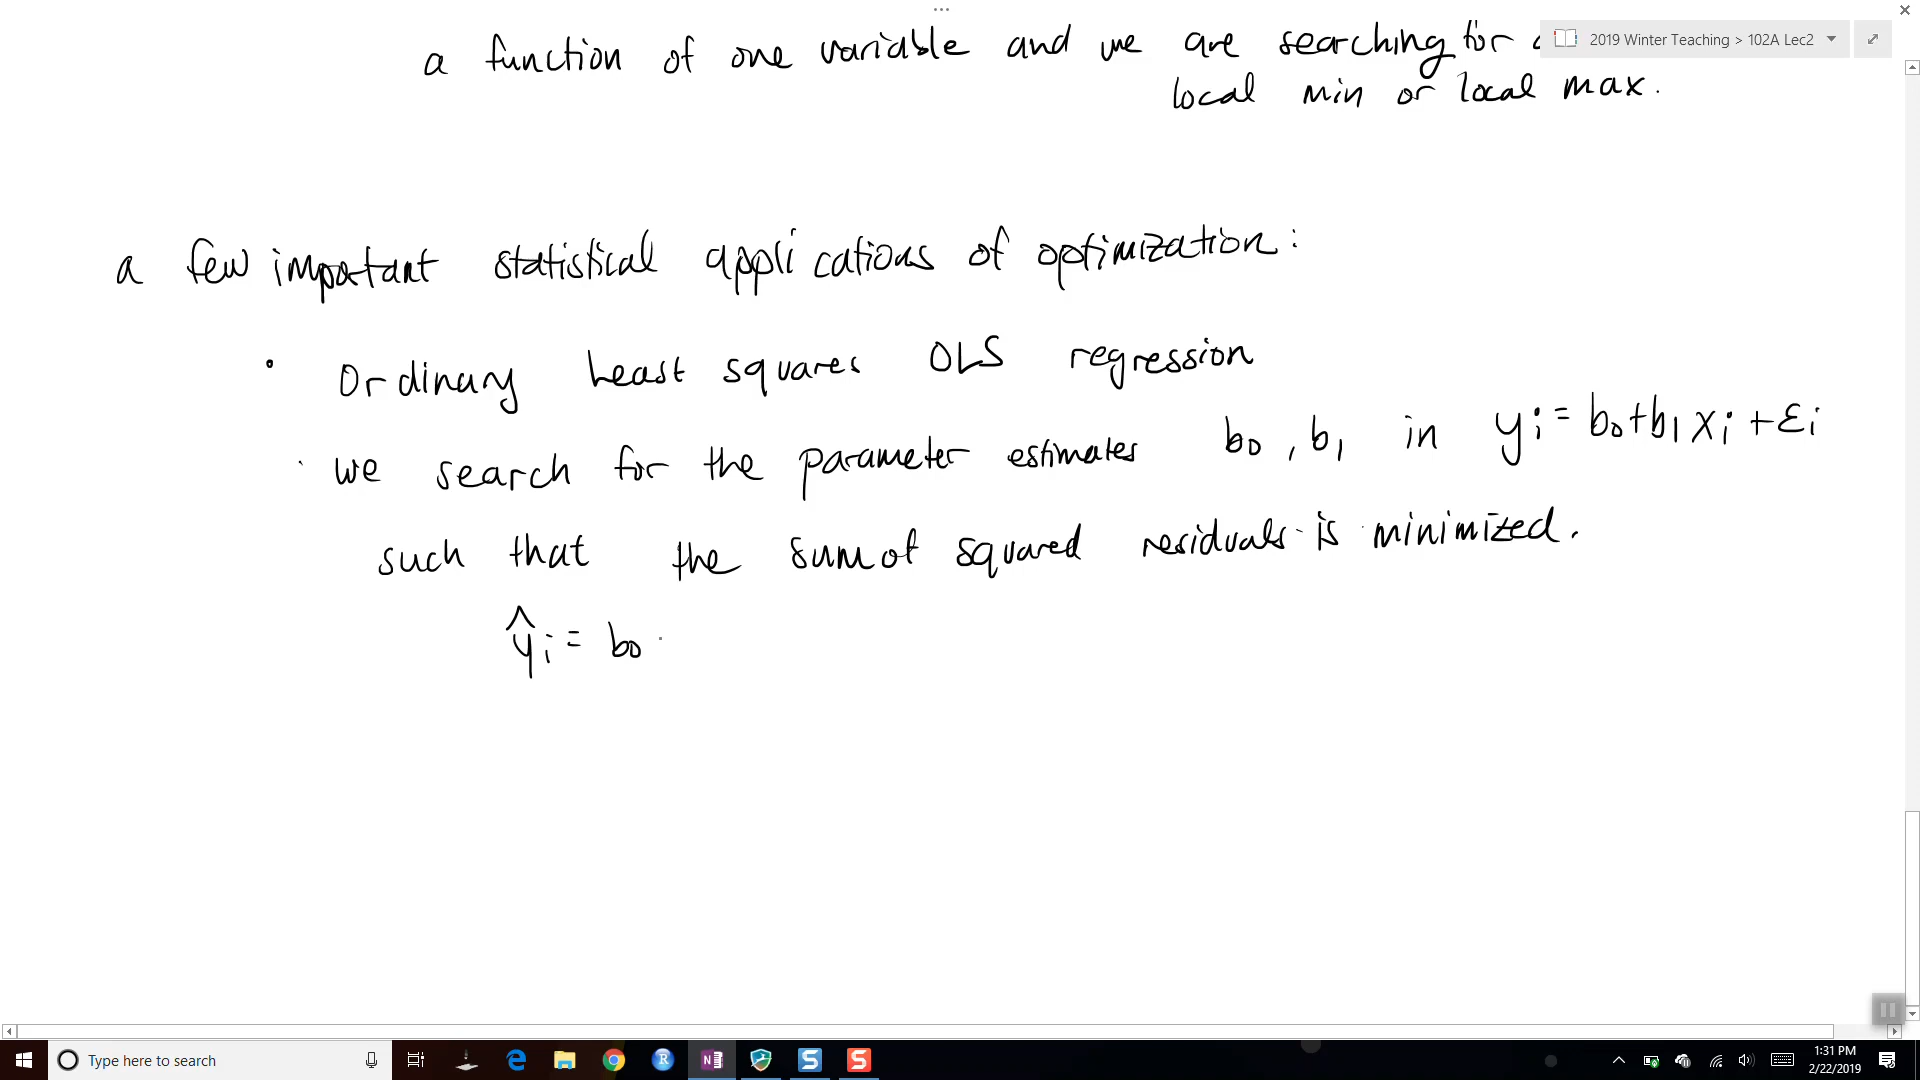 a function of one variable and we are searching for
2019 Winter Teaching > 102A Lec2
local min or local max.
a few important statistical applications of optimization:
• Ordinary Least squares OLS regression
we search for the parameter estimates b₀, b₁ in yᵢ = b₀+b₁xᵢ+εᵢ
such that the sum of squared residuals is minimized.
ŷᵢ = b₀
Type here to search
1:31 PM
2/22/2019